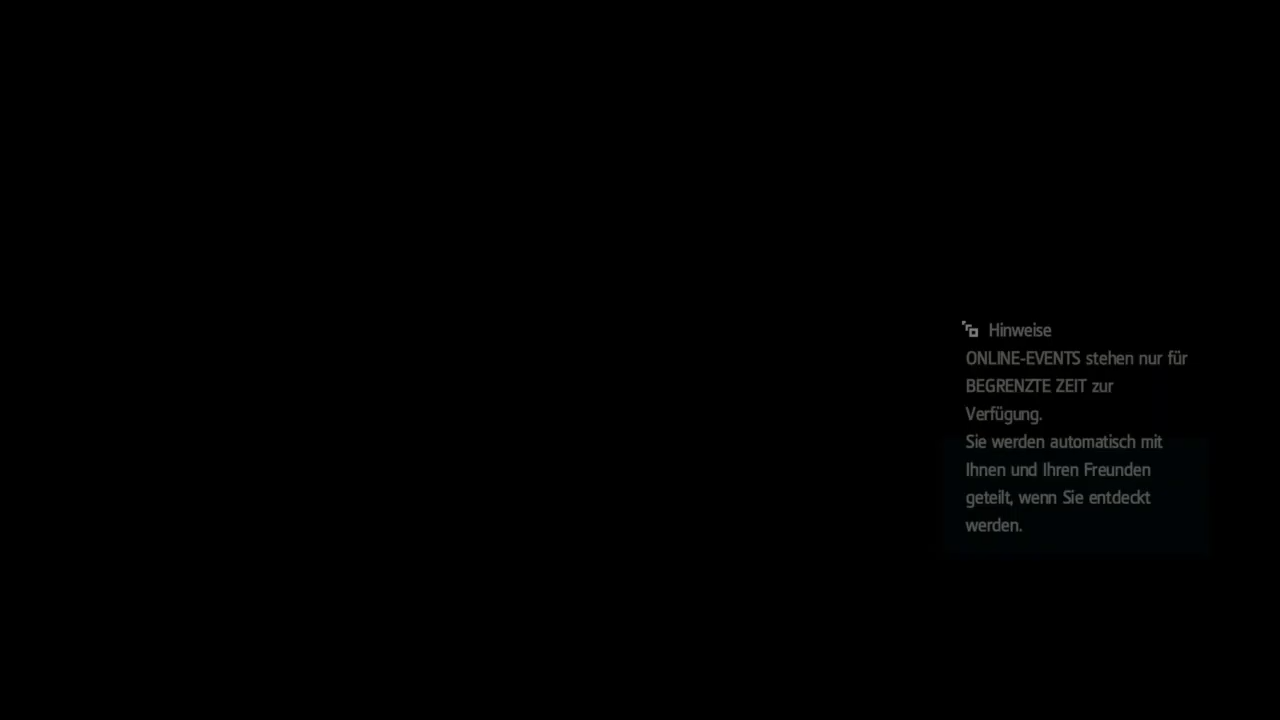 Hinweise
ONLINE-EVENTS stehen nur für
BEGRENZTE ZEIT zur
Verfügung.
Sie werden automatisch mit
Ihnen und Ihren Freunden
geteilt, wenn Sie entdeckt
werden.